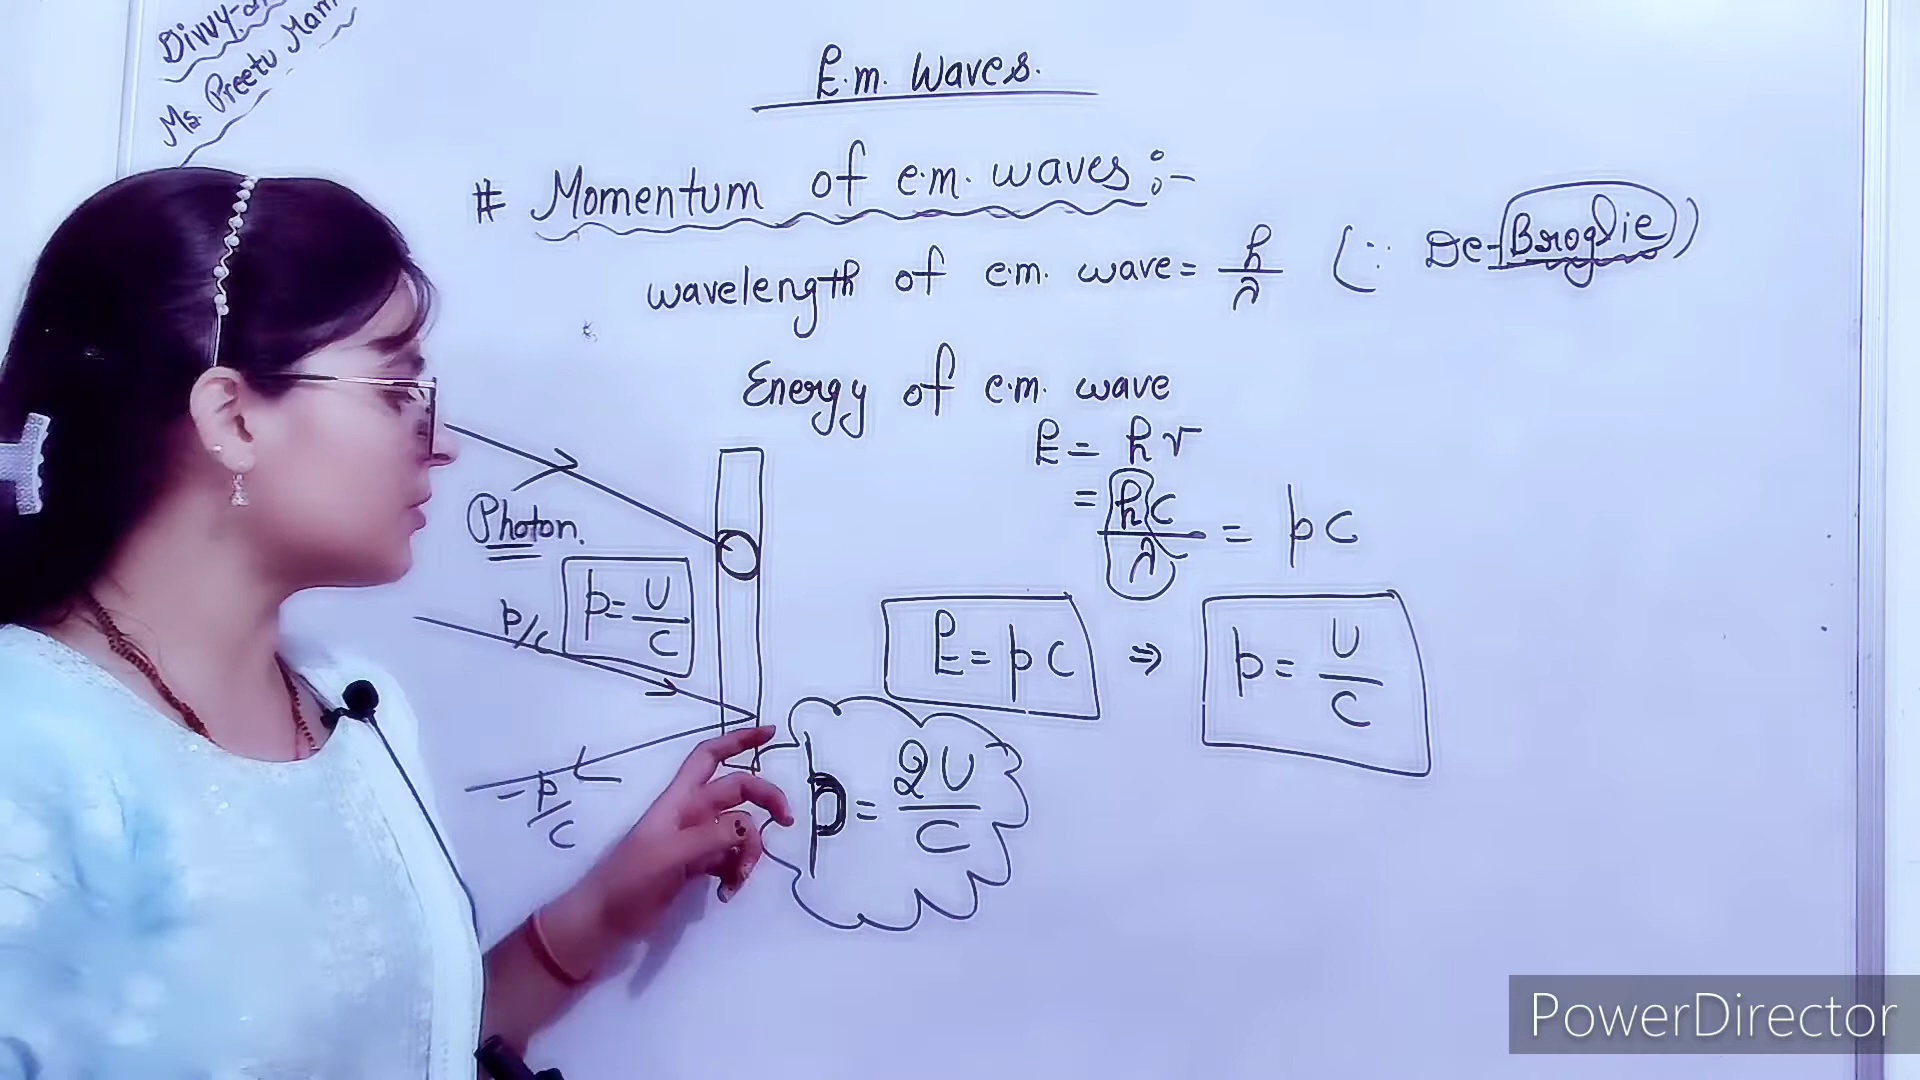 Divvy-
Ms. Preetu Mam
E.m. Waves.
# Momentum of e.m. waves :-
wavelength of e.m. wave = h/λ (∵ De-Broglie)
Energy of e.m. wave
E = hν
= hc/λ = pc
Photon.
p = U/C
E = pc ⇒ p = U/C
p/c
p = 2U/C
-p/c
PowerDirector